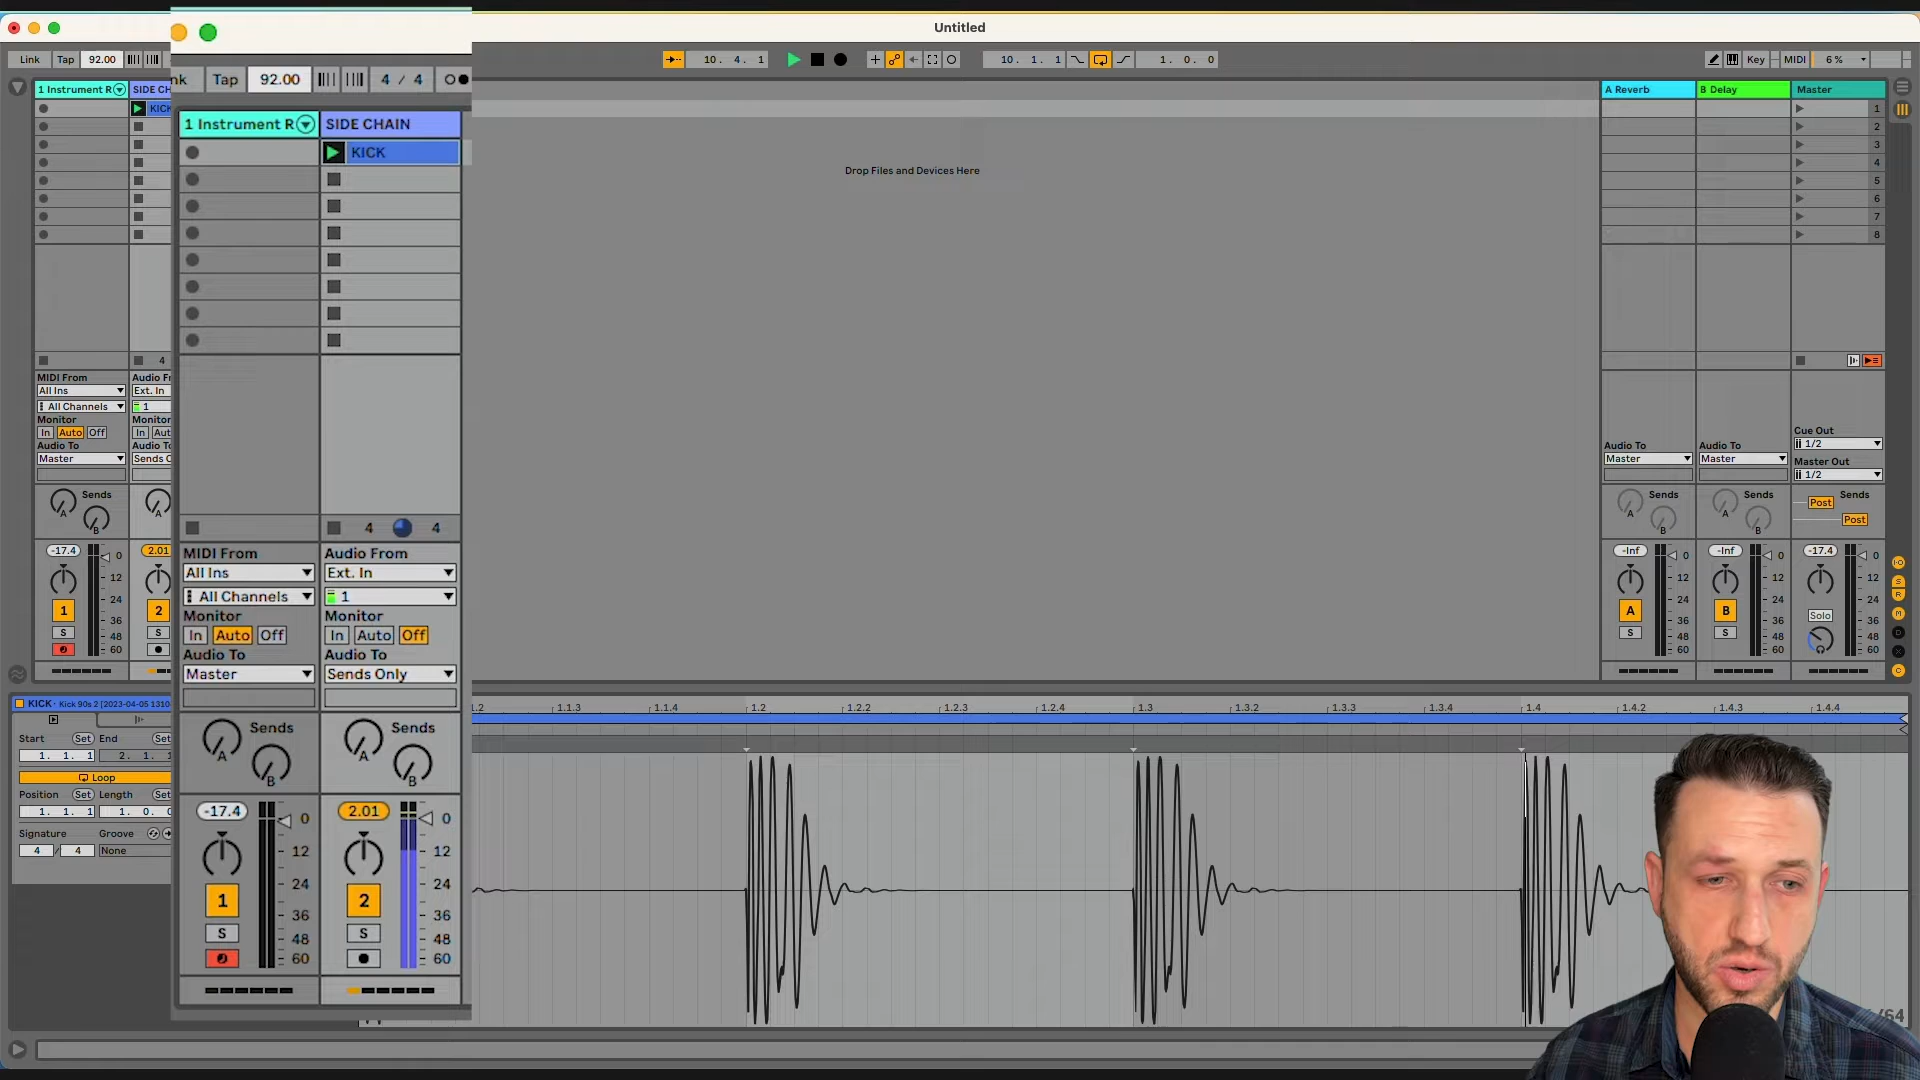 Untitled
Link Tap 92.00
10. 4. 1
10. 1. 1
1. 0. 0
Key MIDI 6 %
nk Tap 92.00 4 / 4
1 Instrument R SIDE CH
KICK
1 Instrument R SIDE CHAIN
KICK
Drop Files and Devices Here
A Reverb B Delay Master
1
2
3
4
5
6
7
8
4
MIDI From Audio Fr
All Ins Ext. In
All Channels 1
Monitor Monitor
In Auto Off In Aut
Audio To Audio To
Master Sends O
Sends
A B A
-17.4 2.01
0
12
24
36
48
60
1 2
S S
4 4
MIDI From Audio From
All Ins Ext. In
All Channels 1
Monitor Monitor
In Auto Off In Auto Off
Audio To Audio To
Master Sends Only
Sends Sends
A B A B
-17.4 2.01
0 0
12 12
24 24
36 36
48 48
60 60
1 2
S S
Cue Out
1/2
Audio To Audio To
Master Master
Master Out
1/2
Sends Sends Sends
A B A B
Post
Post
-Inf -Inf -17.4
0 0 0
12 12 12
24 24 24
36 36 36
48 48 48
60 60 60
A B Solo
S S
KICK Kick 90s 2 [2023-04-05 1310
Start Set End Set
1. 1. 1 2. 1. 1
Loop
Position Set Length Set
1. 1. 1 1. 0.
Signature Groove
4 / 4 None
1.2 1.1.3 1.1.4 1.2 1.2.2 1.2.3 1.2.4 1.3 1.3.2 1.3.3 1.3.4 1.4 1.4.2 1.4.3 1.4.4
/64